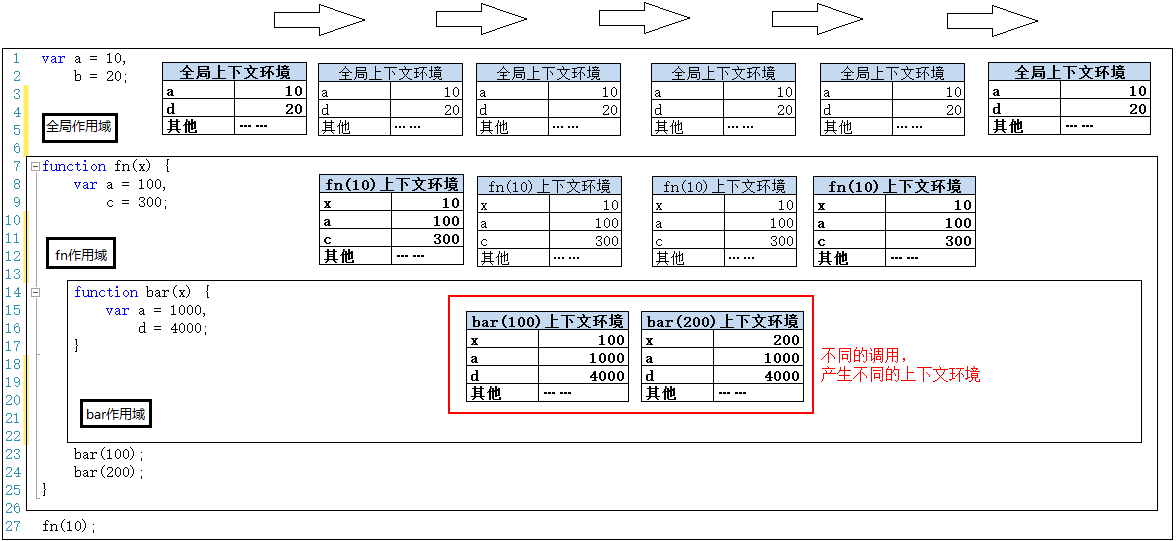 1 var a = 10,
2 b = 20;
3
4
5
6
全局作用域
全局上下文环境
a 10
d 20
其他 …… 
全局上下文环境
a 10
d 20
其他 ……
全局上下文环境
a 10
d 20
其他 ……
全局上下文环境
a 10
d 20
其他 ……
全局上下文环境
a 10
d 20
其他 ……
全局上下文环境
a 10
d 20
其他 ……
7 function fn(x) {
8 var a = 100,
9 c = 300;
10
11
12
13
fn作用域
fn(10)上下文环境
x 10
a 100
c 300
其他 ……
fn(10)上下文环境
x 10
a 100
c 300
其他 ……
fn(10)上下文环境
x 10
a 100
c 300
其他 ……
fn(10)上下文环境
x 10
a 100
c 300
其他 ……
14 function bar(x) {
15 var a = 1000,
16 d = 4000;
17 }
18
19
20
21
22
bar作用域
bar(100)上下文环境
x 100
a 1000
d 4000
其他 ……
bar(200)上下文环境
x 200
a 1000
d 4000
其他 ……
不同的调用，
产生不同的上下文环境
23 bar(100);
24 bar(200);
25 }
26
27 fn(10);